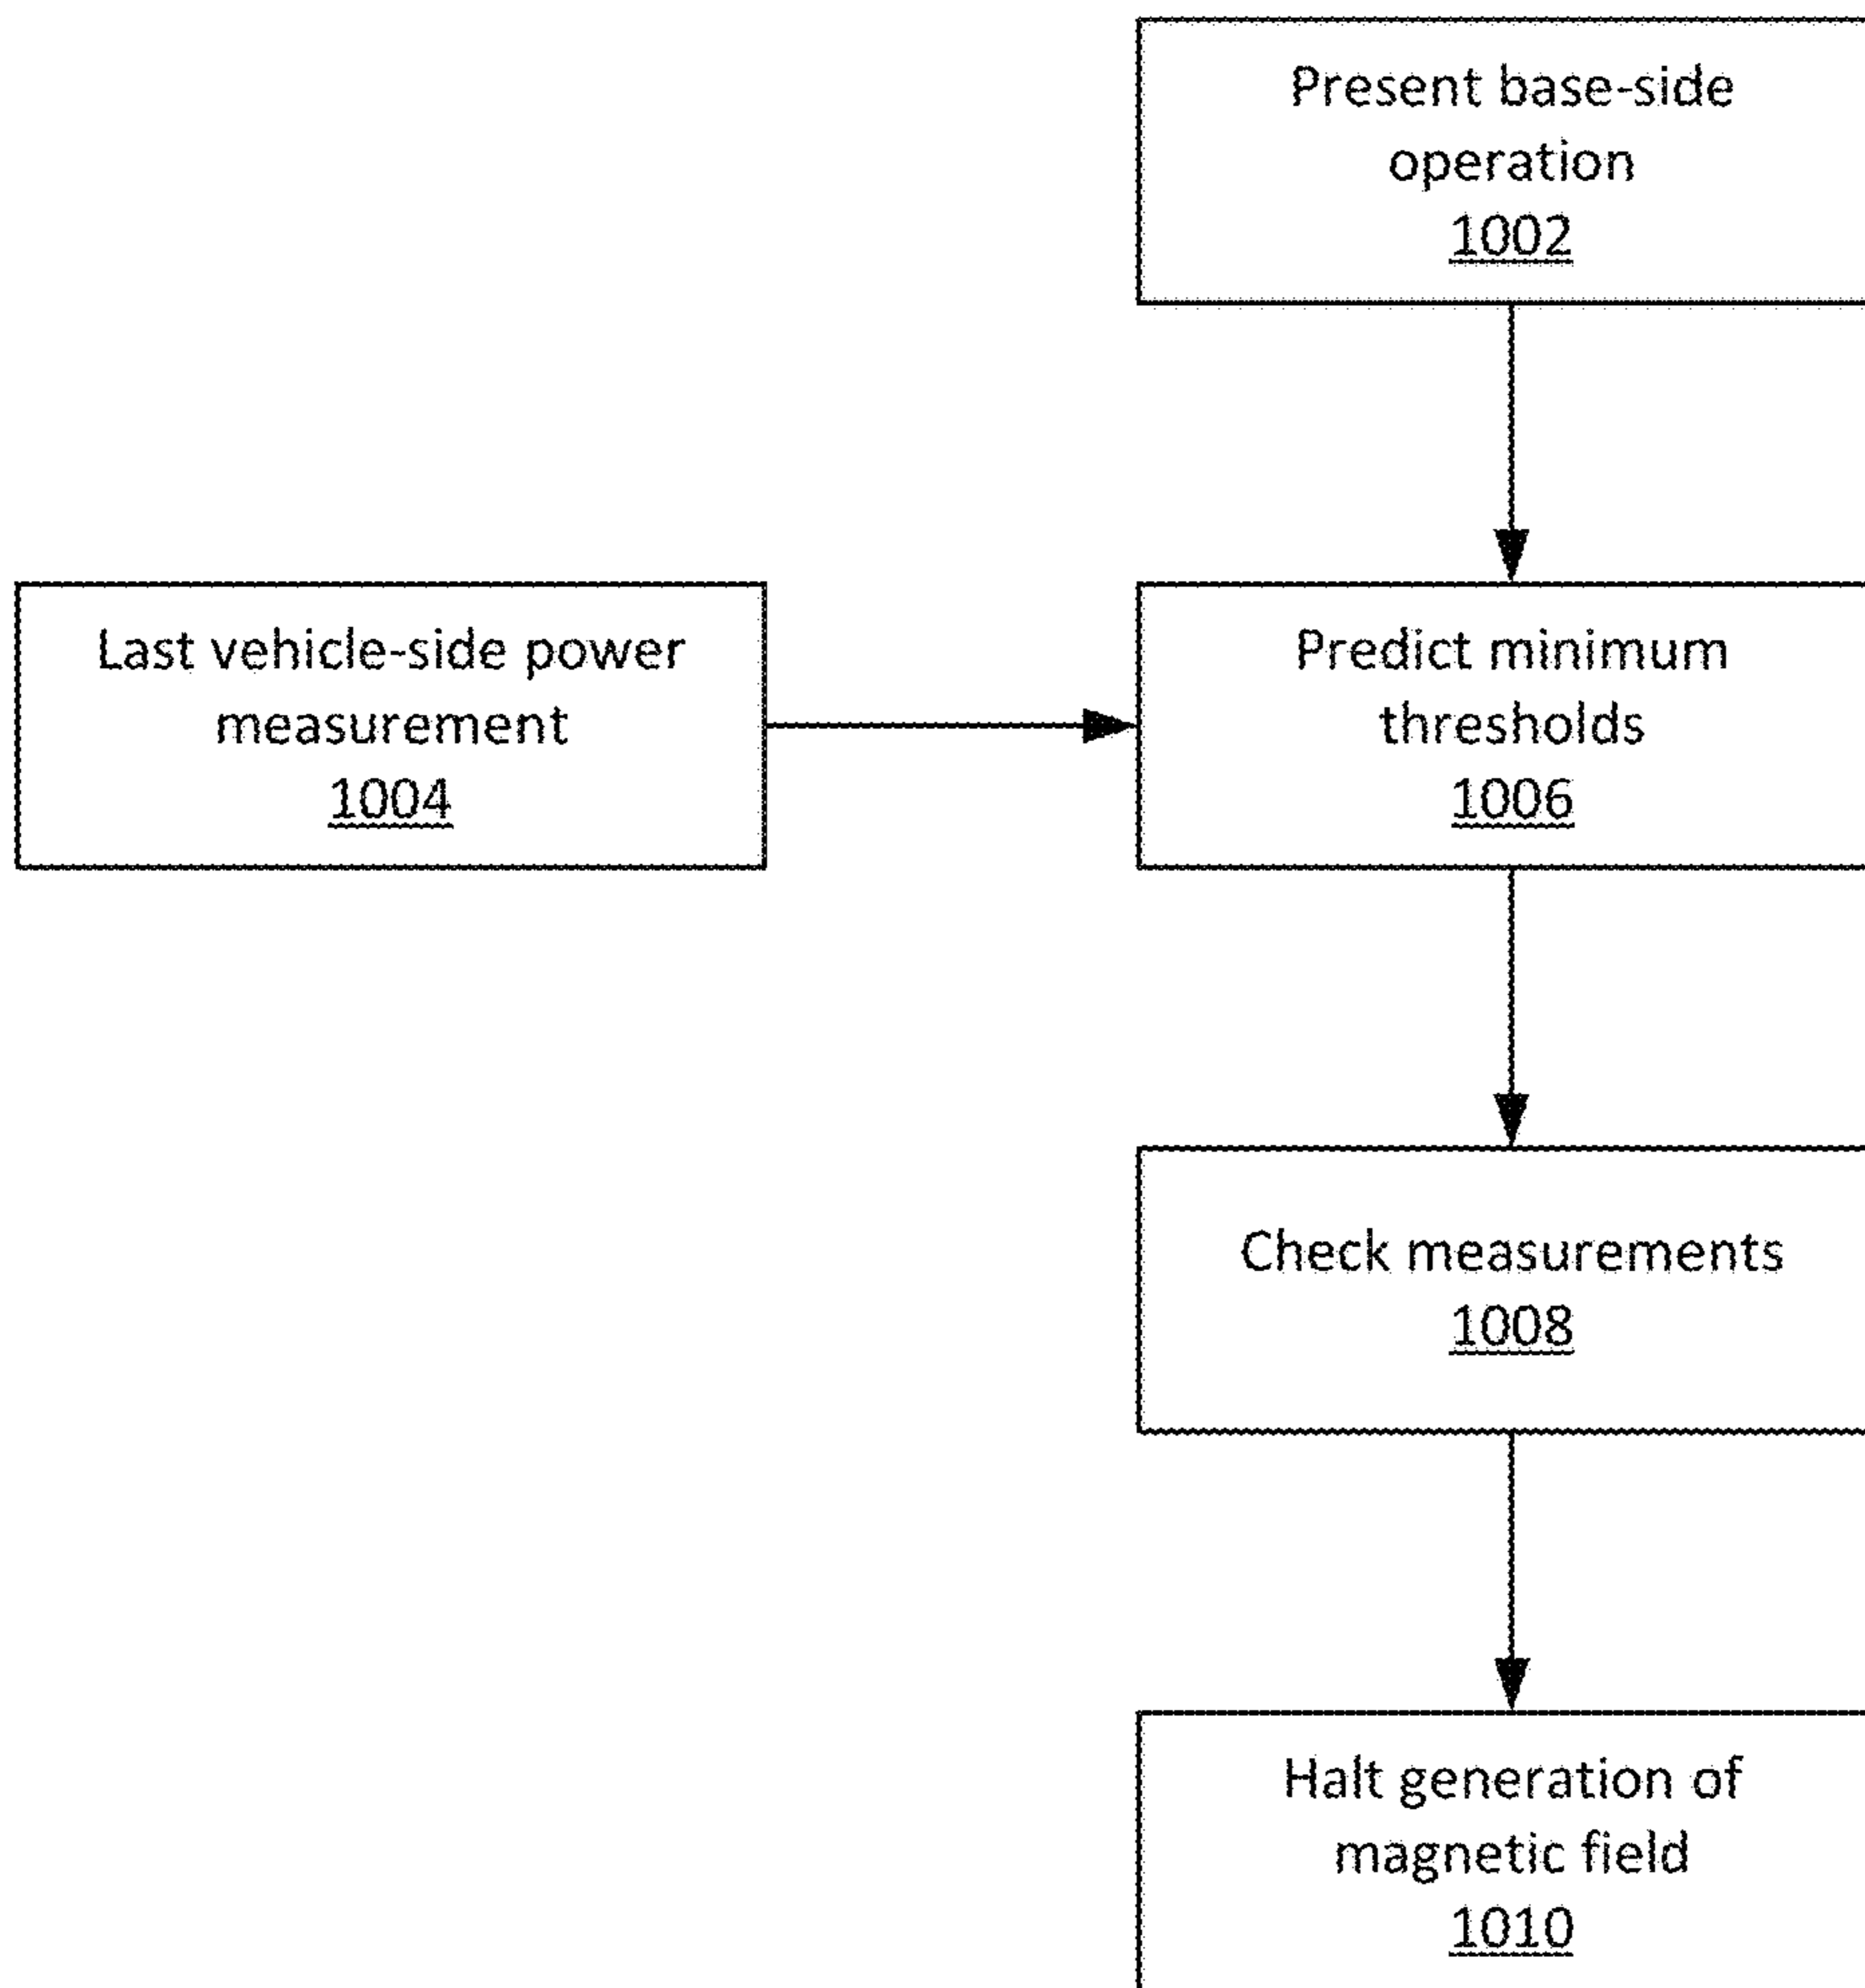 Present base-side
operation
1002
Last vehicle-side power
measurement
1004
Predict minimum
thresholds
1006
Check measurements
1008
Halt generation of
magnetic field
1010